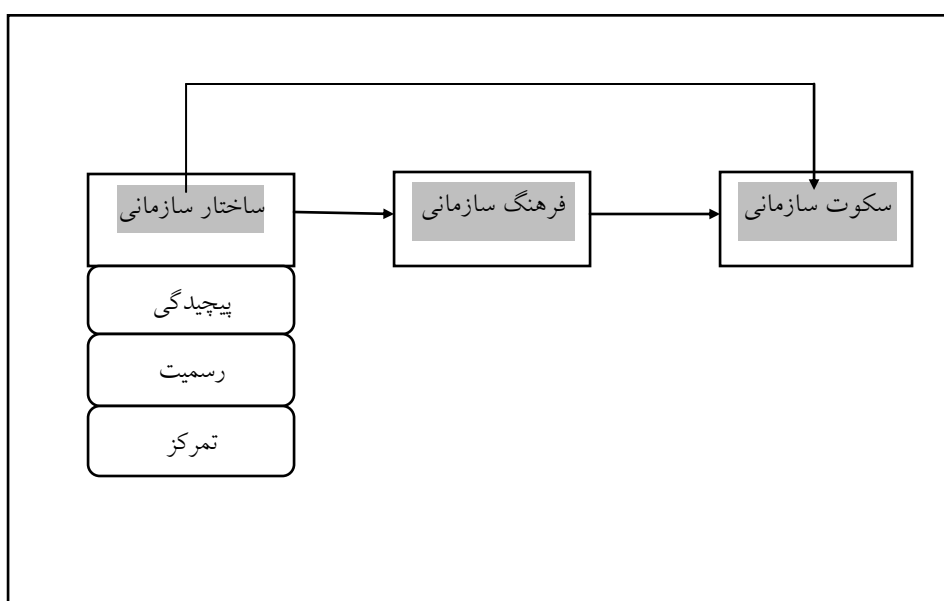 سکوت سازمانی
فرهنگ سازمانی
ساختار سازمانی
پیچیدگی
رسمیت
تمرکز